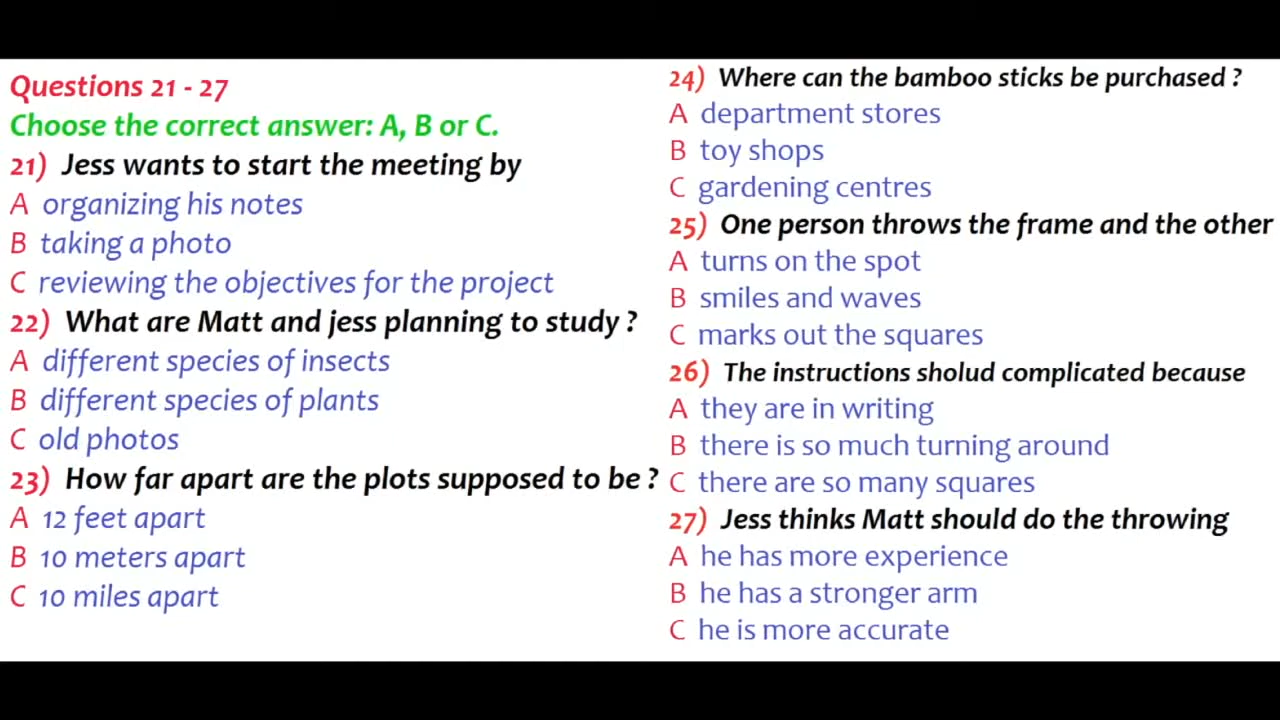 Questions 21 - 27
Choose the correct answer: A, B or C.
21) Jess wants to start the meeting by
A organizing his notes
B taking a photo
C reviewing the objectives for the project
22) What are Matt and jess planning to study ?
A different species of insects
B different species of plants
C old photos
23) How far apart are the plots supposed to be ?
A 12 feet apart
B 10 meters apart
C 10 miles apart
24) Where can the bamboo sticks be purchased ?
A department stores
B toy shops
C gardening centres
25) One person throws the frame and the other
A turns on the spot
B smiles and waves
C marks out the squares
26) The instructions sholud complicated because
A they are in writing
B there is so much turning around
C there are so many squares
27) Jess thinks Matt should do the throwing
A he has more experience
B he has a stronger arm
C he is more accurate